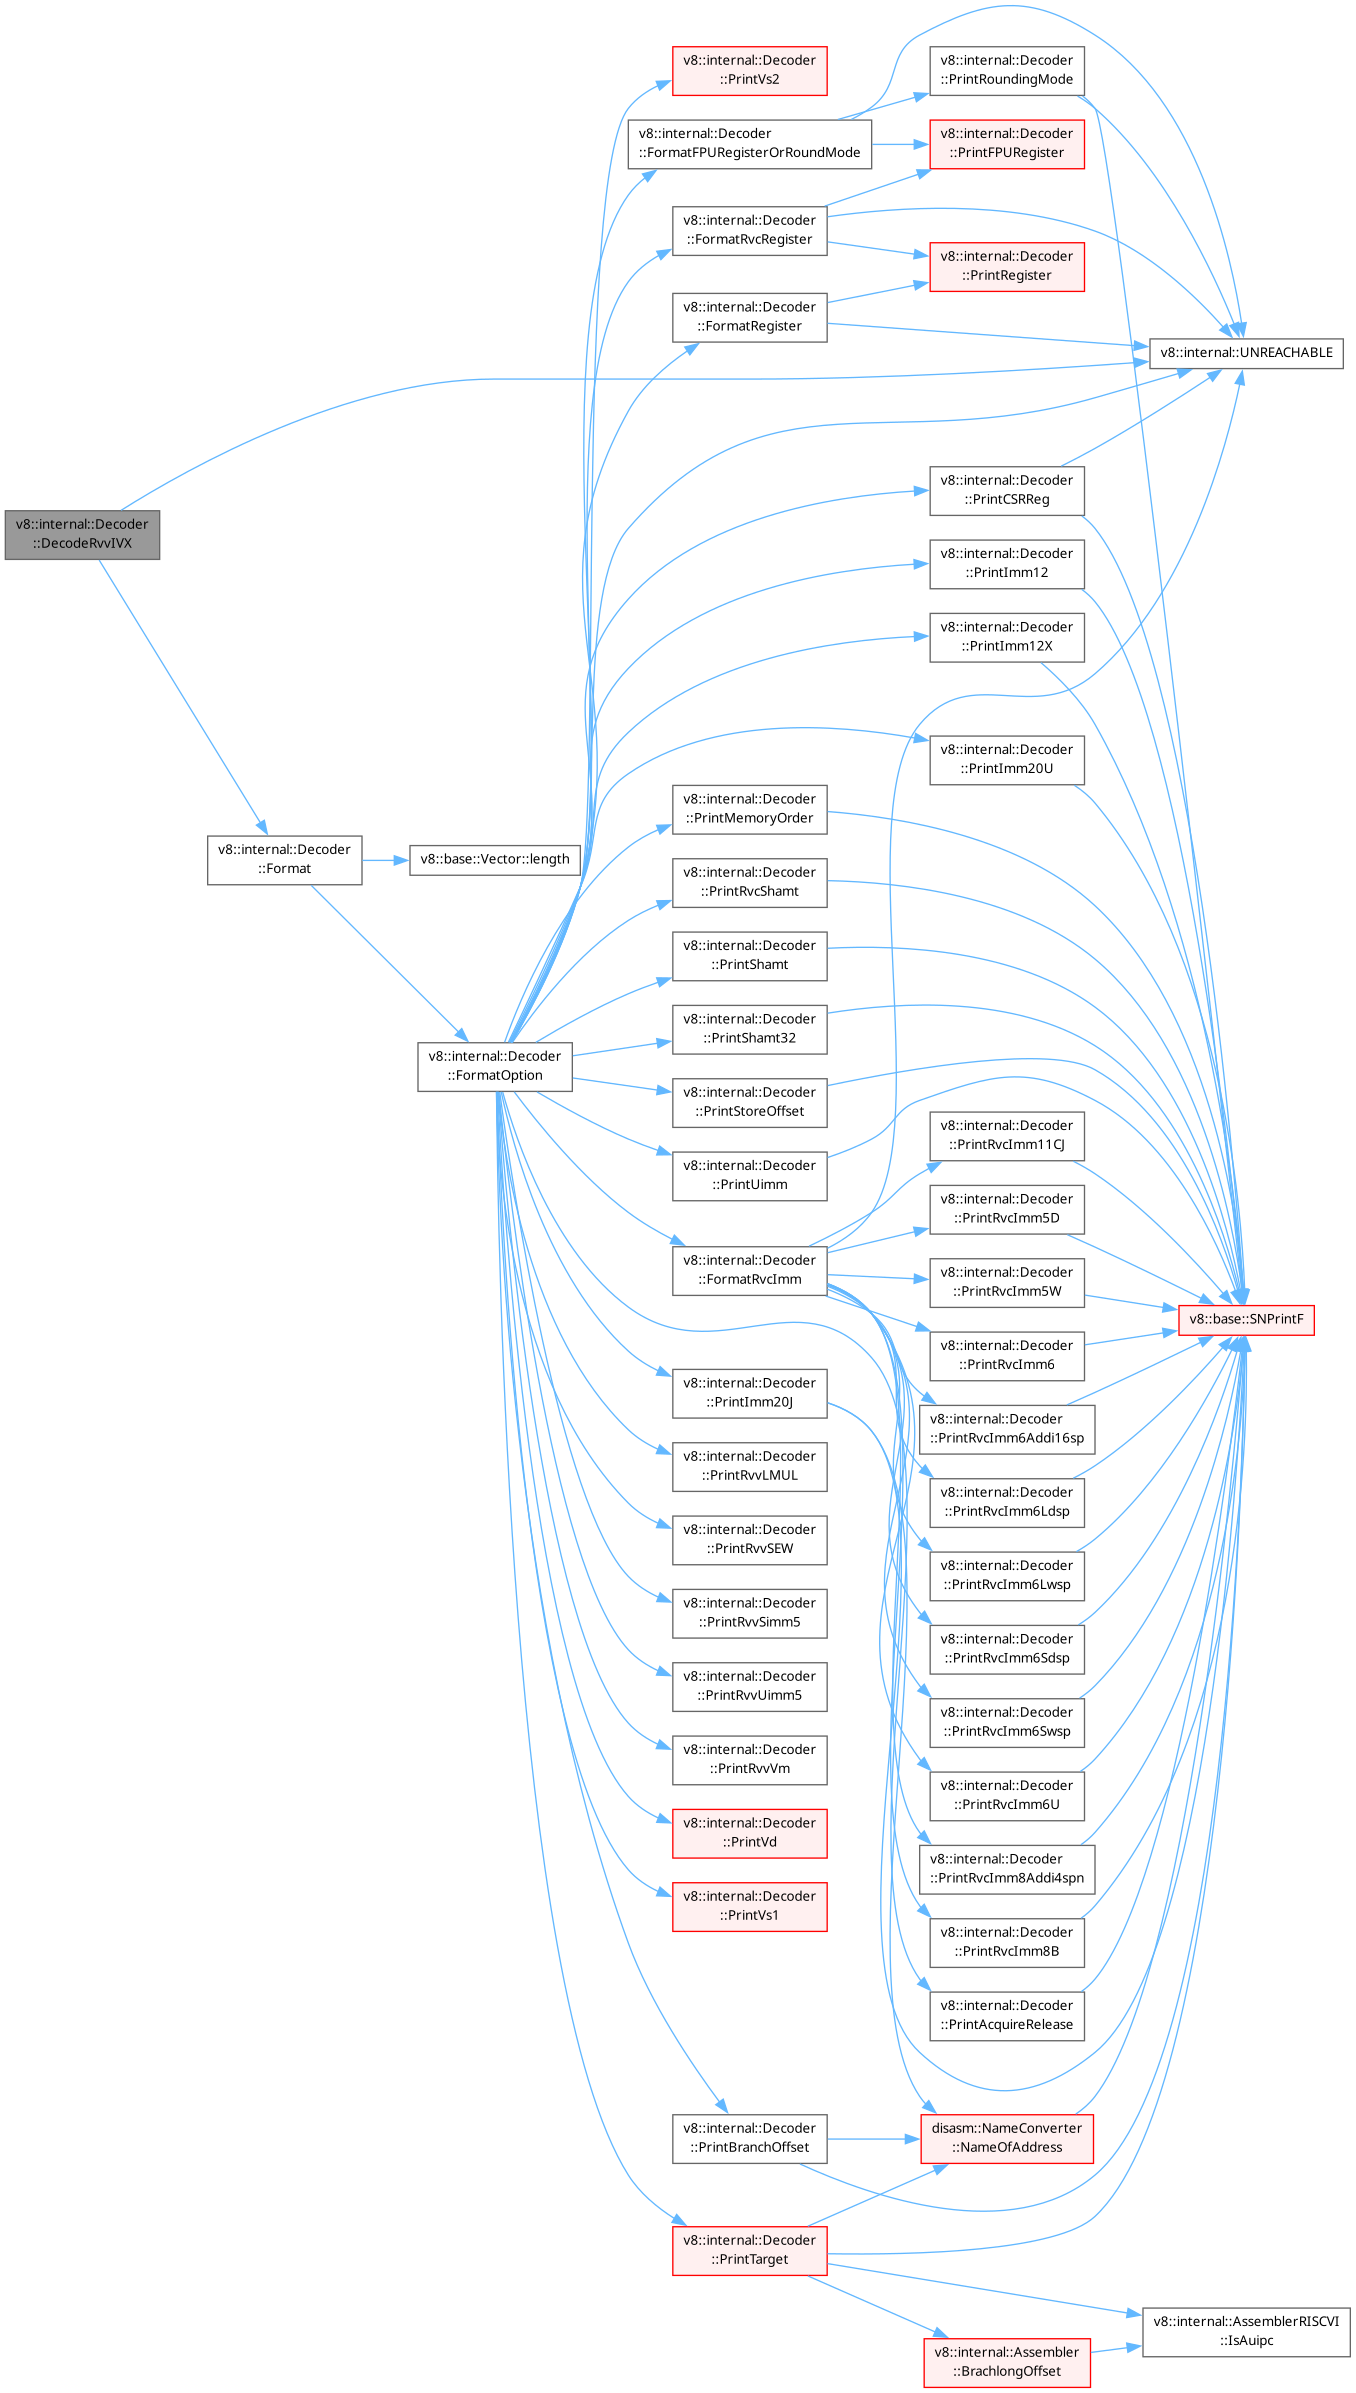 v8::internal::Decoder
::DecodeRvvIVX
v8::internal::Decoder
::Format
v8::base::Vector::length
v8::internal::Decoder
::FormatOption
v8::internal::Decoder
::PrintVs2
v8::internal::Decoder
::FormatFPURegisterOrRoundMode
v8::internal::Decoder
::FormatRvcRegister
v8::internal::Decoder
::FormatRegister
v8::internal::Decoder
::PrintMemoryOrder
v8::internal::Decoder
::PrintRvcShamt
v8::internal::Decoder
::PrintShamt
v8::internal::Decoder
::PrintShamt32
v8::internal::Decoder
::PrintStoreOffset
v8::internal::Decoder
::PrintUimm
v8::internal::Decoder
::FormatRvcImm
v8::internal::Decoder
::PrintImm20J
v8::internal::Decoder
::PrintRvvLMUL
v8::internal::Decoder
::PrintRvvSEW
v8::internal::Decoder
::PrintRvvSimm5
v8::internal::Decoder
::PrintRvvUimm5
v8::internal::Decoder
::PrintRvvVm
v8::internal::Decoder
::PrintVd
v8::internal::Decoder
::PrintVs1
v8::internal::Decoder
::PrintBranchOffset
v8::internal::Decoder
::PrintTarget
v8::internal::Decoder
::PrintRoundingMode
v8::internal::Decoder
::PrintFPURegister
v8::internal::Decoder
::PrintRegister
v8::internal::Decoder
::PrintCSRReg
v8::internal::Decoder
::PrintImm12
v8::internal::Decoder
::PrintImm12X
v8::internal::Decoder
::PrintImm20U
v8::internal::Decoder
::PrintRvcImm11CJ
v8::internal::Decoder
::PrintRvcImm5D
v8::internal::Decoder
::PrintRvcImm5W
v8::internal::Decoder
::PrintRvcImm6
v8::internal::Decoder
::PrintRvcImm6Addi16sp
v8::internal::Decoder
::PrintRvcImm6Ldsp
v8::internal::Decoder
::PrintRvcImm6Lwsp
v8::internal::Decoder
::PrintRvcImm6Sdsp
v8::internal::Decoder
::PrintRvcImm6Swsp
v8::internal::Decoder
::PrintRvcImm6U
v8::internal::Decoder
::PrintRvcImm8Addi4spn
v8::internal::Decoder
::PrintRvcImm8B
v8::internal::Decoder
::PrintAcquireRelease
disasm::NameConverter
::NameOfAddress
v8::internal::Assembler
::BrachlongOffset
v8::internal::UNREACHABLE
v8::base::SNPrintF
v8::internal::AssemblerRISCVI
::IsAuipc